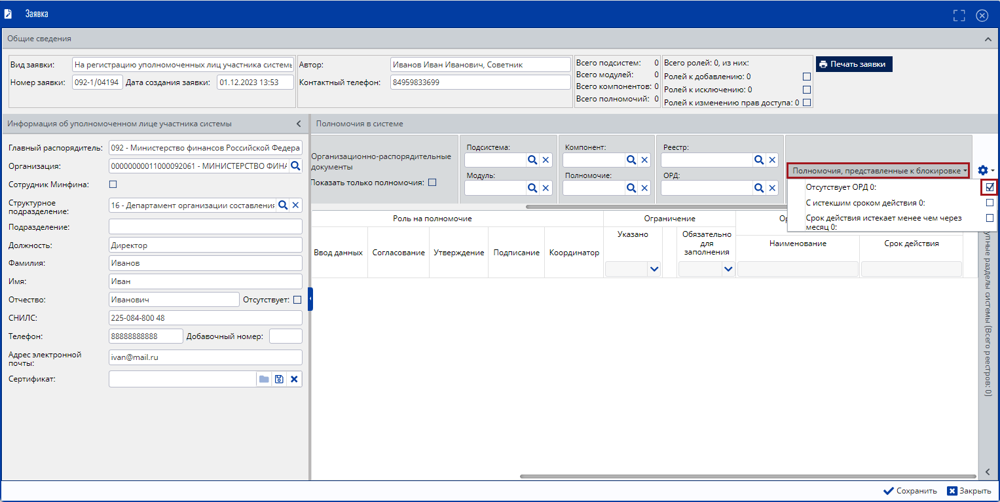 Заявка
Общие сведения
Вид заявки: На регистрацию уполномоченных лиц участника системы
Номер заявки: 092-1/04194 Дата создания заявки: 01.12.2023 13:53
Автор: Иванов Иван Иванович, Советник
Контактный телефон: 84959833699
Всего подсистем: 0
Всего модулей: 0
Всего компонентов: 0
Всего полномочий: 0
Всего ролей: 0, из них:
Ролей к добавлению: 0
Ролей к исключению: 0
Ролей к изменению прав доступа: 0
Печать заявки
Информация об уполномоченном лице участника системы
Главный распорядитель: 092 - Министерство финансов Российской Федера
Организация: 00000000011000092061 - МИНИСТЕРСТВО ФИНА
Сотрудник Минфина:
Структурное
подразделение:
16 - Департамент организации составления
Подразделение:
Должность: Директор
Фамилия: Иванов
Имя: Иван
Отчество: Иванович Отсутствует:
СНИЛС: 225-084-800 48
Телефон: 88888888888 Добавочный номер:
Адрес электронной
почты:
ivan@mail.ru
Сертификат:
Полномочия в системе
Организационно-распорядительные
документы
Показать только полномочия:
Подсистема:
Модуль:
Компонент:
Полномочие:
Реестр:
ОРД:
Полномочия, представленные к блокировке
Отсутствует ОРД 0:
С истекшим сроком действия 0:
Срок действия истекает менее чем через
месяц 0:
Роль на полномочие
Ограничение
Ор
Ввод данных
Согласование
Утверждение
Подписание
Координатор
Указано
Обязательно
для
заполнения
Наименование
Срок действия
упные разделы системы (Всего реестров: 0)
Сохранить
Закрыть